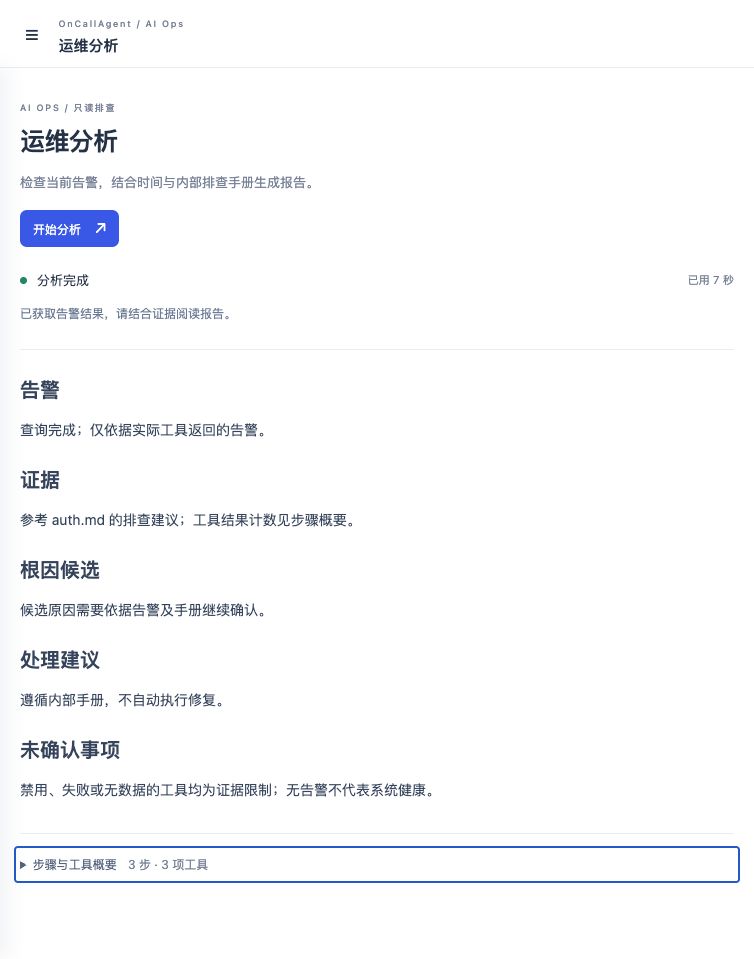 OnCallAgent / AI Ops
运维分析
AI OPS / 只读排查
运维分析
检查当前告警，结合时间与内部排查手册生成报告。
开始分析
分析完成 已用 7 秒
已获取告警结果，请结合证据阅读报告。
告警
查询完成；仅依据实际工具返回的告警。
证据
参考 auth.md 的排查建议；工具结果计数见步骤概要。
根因候选
候选原因需要依据告警及手册继续确认。
处理建议
遵循内部手册，不自动执行修复。
未确认事项
禁用、失败或无数据的工具均为证据限制；无告警不代表系统健康。
步骤与工具概要 3 步 · 3 项工具